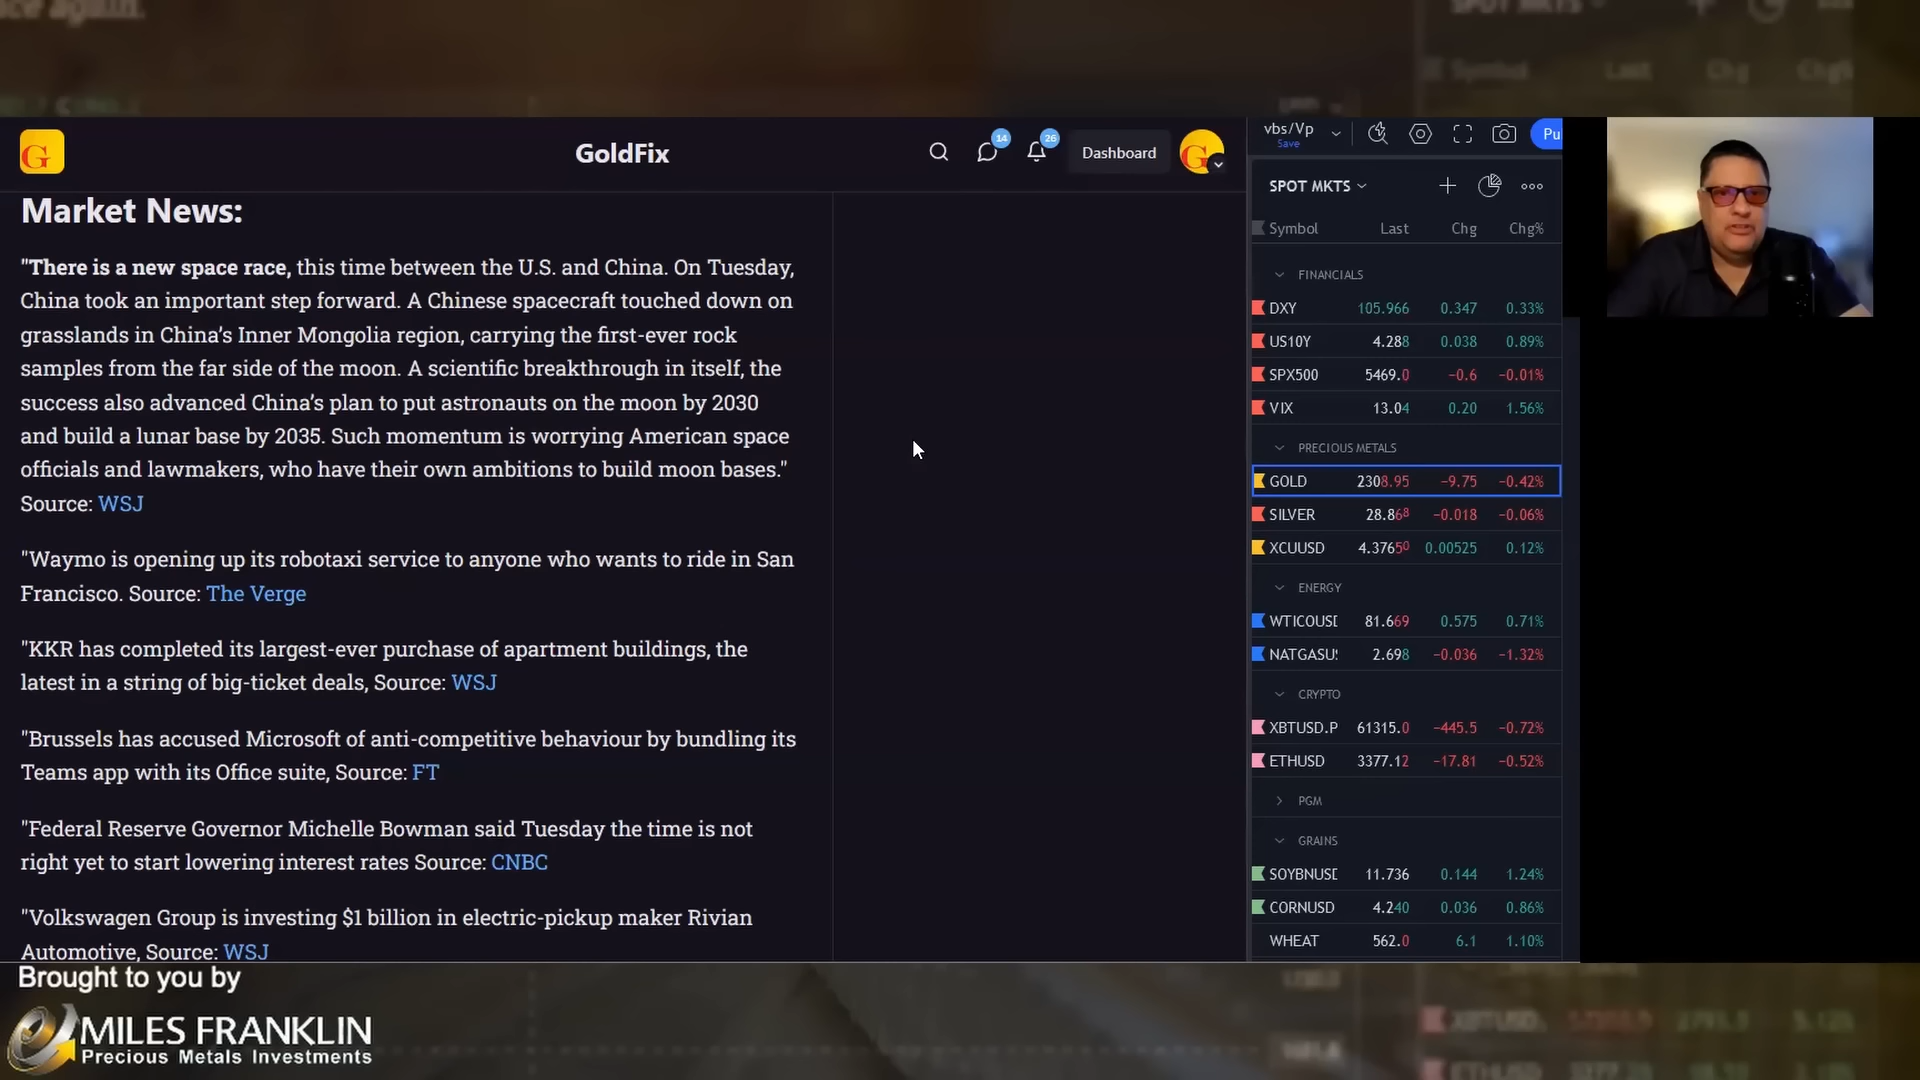 ce again.
SPOT MKTS
Symbol Last Chg Chg%
GoldFix
14
26
Dashboard
Market News:
"There is a new space race, this time between the U.S. and China. On Tuesday,
China took an important step forward. A Chinese spacecraft touched down on
grasslands in China's Inner Mongolia region, carrying the first-ever rock
samples from the far side of the moon. A scientific breakthrough in itself, the
success also advanced China's plan to put astronauts on the moon by 2030
and build a lunar base by 2035. Such momentum is worrying American space
officials and lawmakers, who have their own ambitions to build moon bases."
Source: WSJ
"Waymo is opening up its robotaxi service to anyone who wants to ride in San
Francisco. Source: The Verge
"KKR has completed its largest-ever purchase of apartment buildings, the
latest in a string of big-ticket deals, Source: WSJ
"Brussels has accused Microsoft of anti-competitive behaviour by bundling its
Teams app with its Office suite, Source: FT
"Federal Reserve Governor Michelle Bowman said Tuesday the time is not
right yet to start lowering interest rates Source: CNBC
"Volkswagen Group is investing $1 billion in electric-pickup maker Rivian
Automotive, Source: WSJ
vbs/Vp
Save
Pu
SPOT MKTS
Symbol Last Chg Chg%
FINANCIALS
DXY 105.966 0.347 0.33%
US10Y 4.288 0.038 0.89%
SPX500 5469.0 −0.6 −0.01%
VIX 13.04 0.20 1.56%
PRECIOUS METALS
GOLD 2308.95 −9.75 −0.42%
SILVER 28.868 −0.018 −0.06%
XCUUSD 4.37650 0.00525 0.12%
ENERGY
WTICOUSD 81.669 0.575 0.71%
NATGASUS 2.698 −0.036 −1.32%
CRYPTO
XBTUSD.P 61315.0 −445.5 −0.72%
ETHUSD 3377.12 −17.81 −0.52%
PGM
GRAINS
SOYBNUSD 11.736 0.144 1.24%
CORNUSD 4.240 0.036 0.86%
WHEAT 562.0 6.1 1.10%
Brought to you by
MILES FRANKLIN
Precious Metals Investments